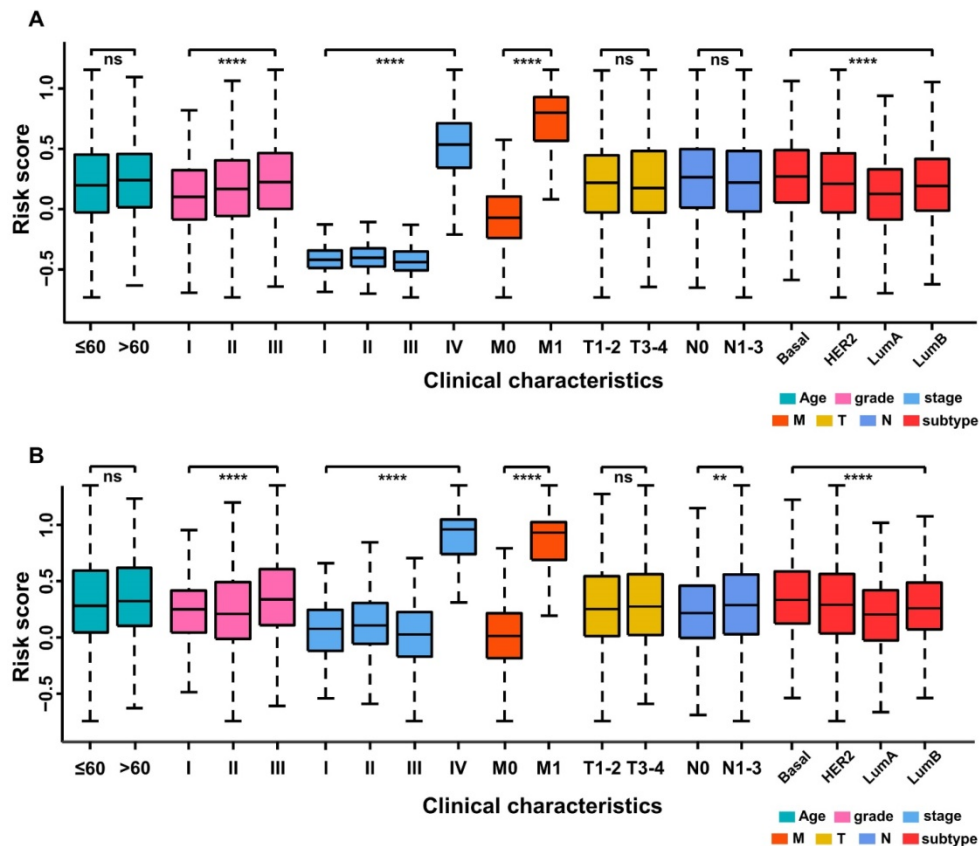 A
ns **** **** **** ns ns ****
Risk score
1.0
0.5
0.0
−0.5
≤60 >60 I II III I II III IV M0 M1 T1-2 T3-4 N0 N1-3 Basal HER2 LumA LumB
Clinical characteristics
Age grade stage
M T N subtype
B
ns **** **** **** ns ** ****
Risk score
1.0
0.5
0.0
−0.5
≤60 >60 I II III I II III IV M0 M1 T1-2 T3-4 N0 N1-3 Basal HER2 LumA LumB
Clinical characteristics
Age grade stage
M T N subtype